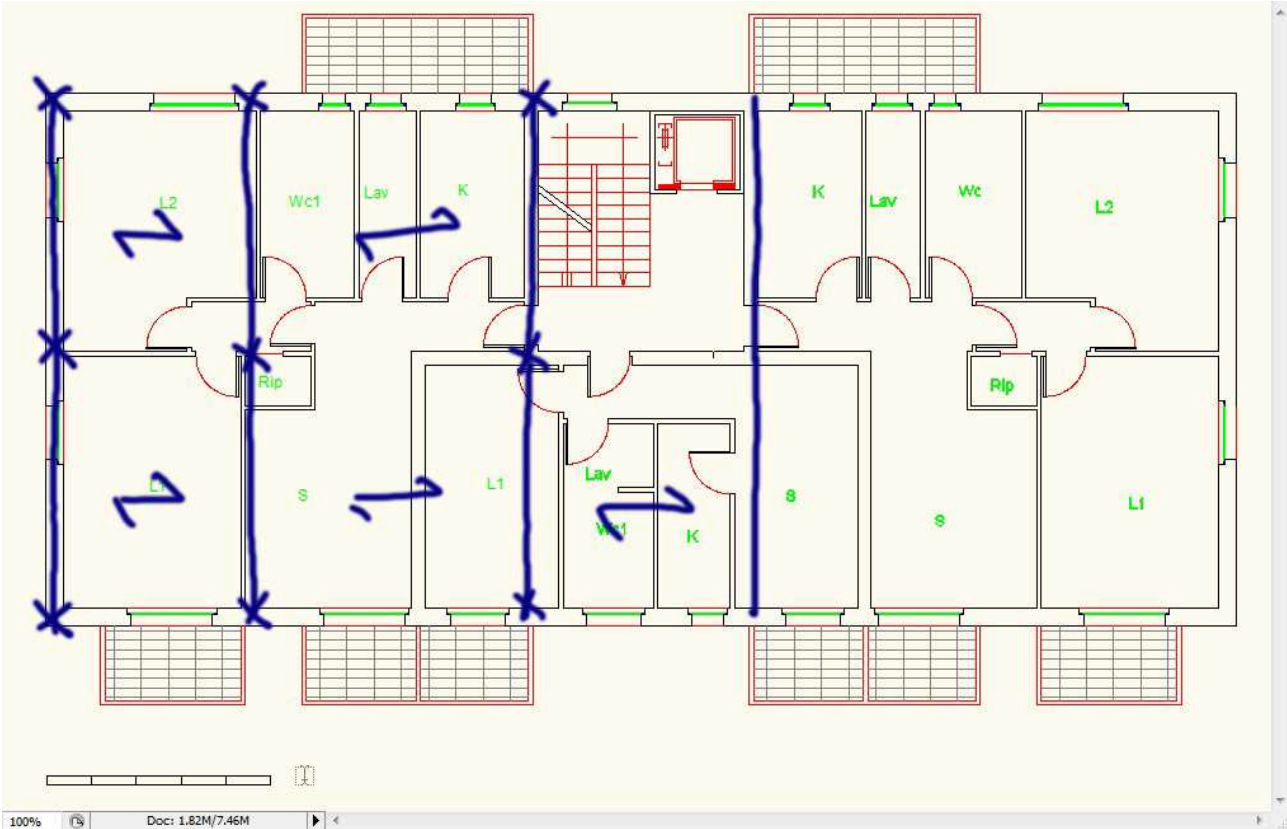 K Lav Wc
L2 Wc1 Lav K L2
Rip Rip
L1 S L1 Lav S S L1
Wc1 K
100% Doc: 1.82M/7.46M